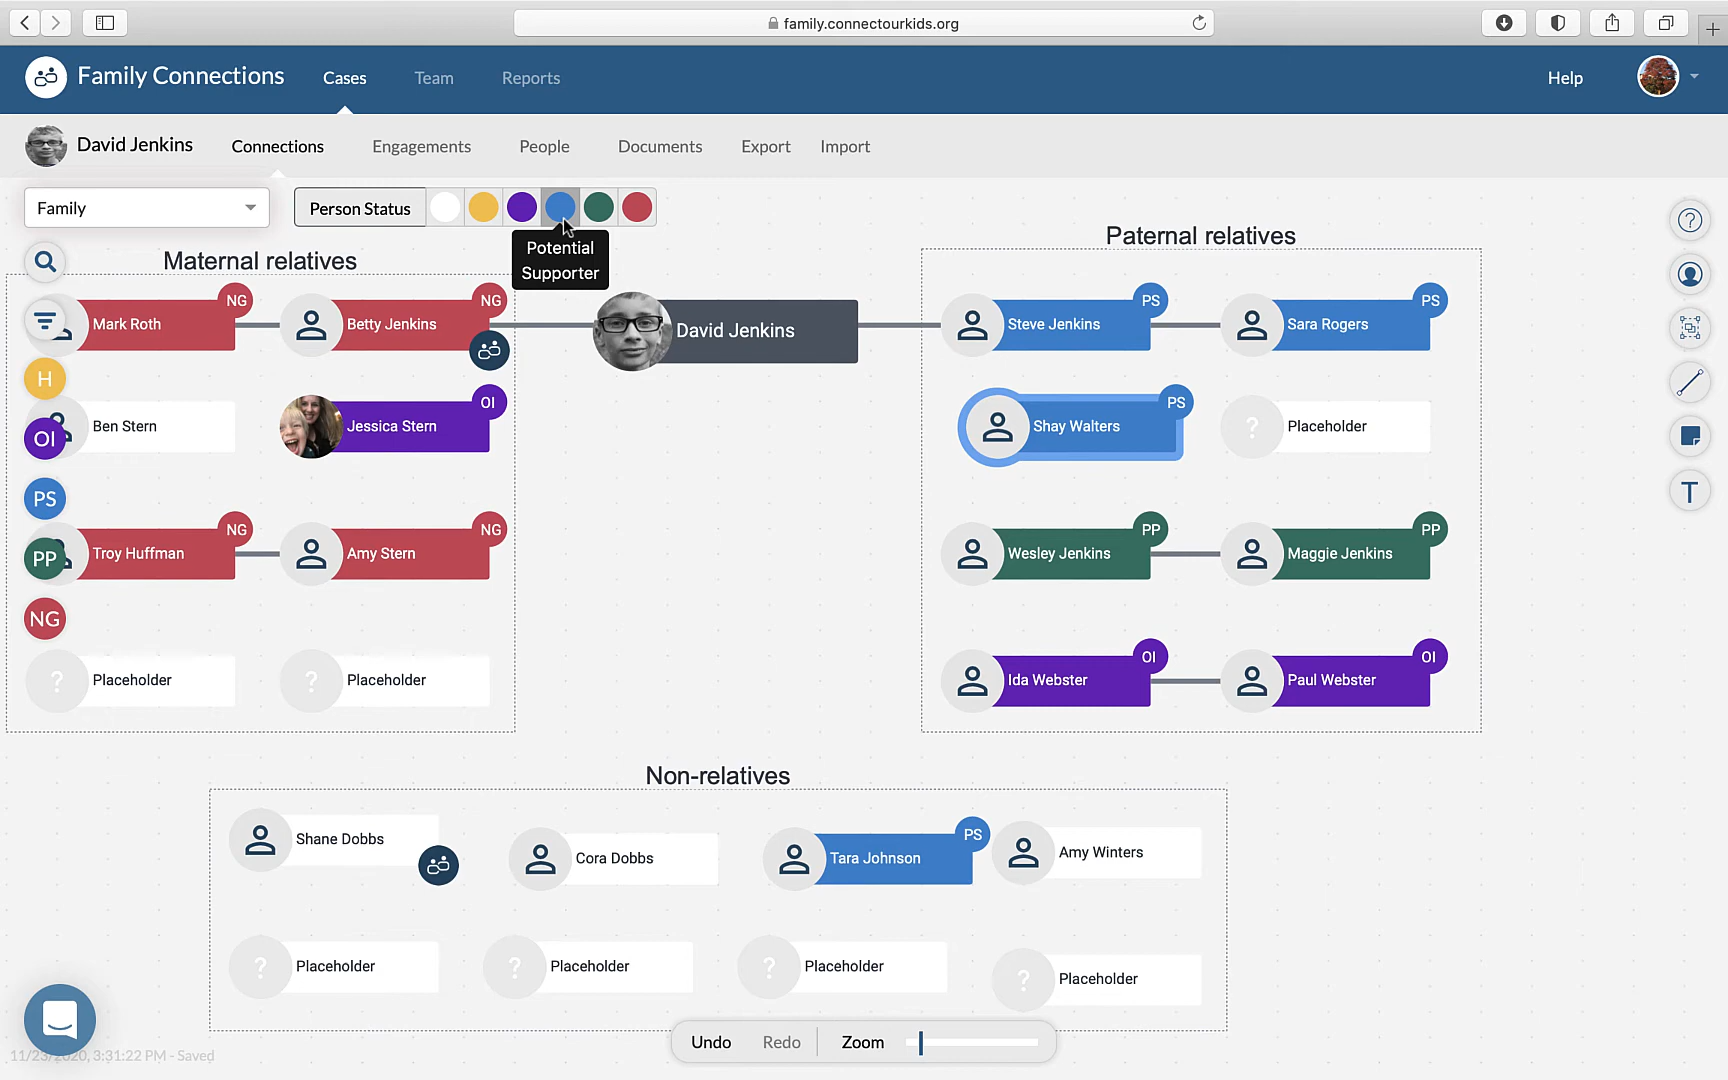 family.connectourkids.org
Family Connections
Cases
Team
Reports
Help
David Jenkins
Connections
Engagements
People
Documents
Export
Import
Family
Person Status
Potential
Supporter
Maternal relatives
Paternal relatives
Mark Roth
NG
Betty Jenkins
NG
David Jenkins
Steve Jenkins
PS
Sara Rogers
PS
H
Ben Stern
Jessica Stern
OI
Shay Walters
PS
?
Placeholder
OI
PS
Troy Huffman
NG
Amy Stern
NG
Wesley Jenkins
PP
Maggie Jenkins
PP
PP
NG
?
Placeholder
?
Placeholder
Ida Webster
OI
Paul Webster
OI
?
T
Non-relatives
Shane Dobbs
Cora Dobbs
Tara Johnson
PS
Amy Winters
?
Placeholder
?
Placeholder
?
Placeholder
?
Placeholder
Undo
Redo
Zoom
11/23/2020, 3:31:22 PM - Saved